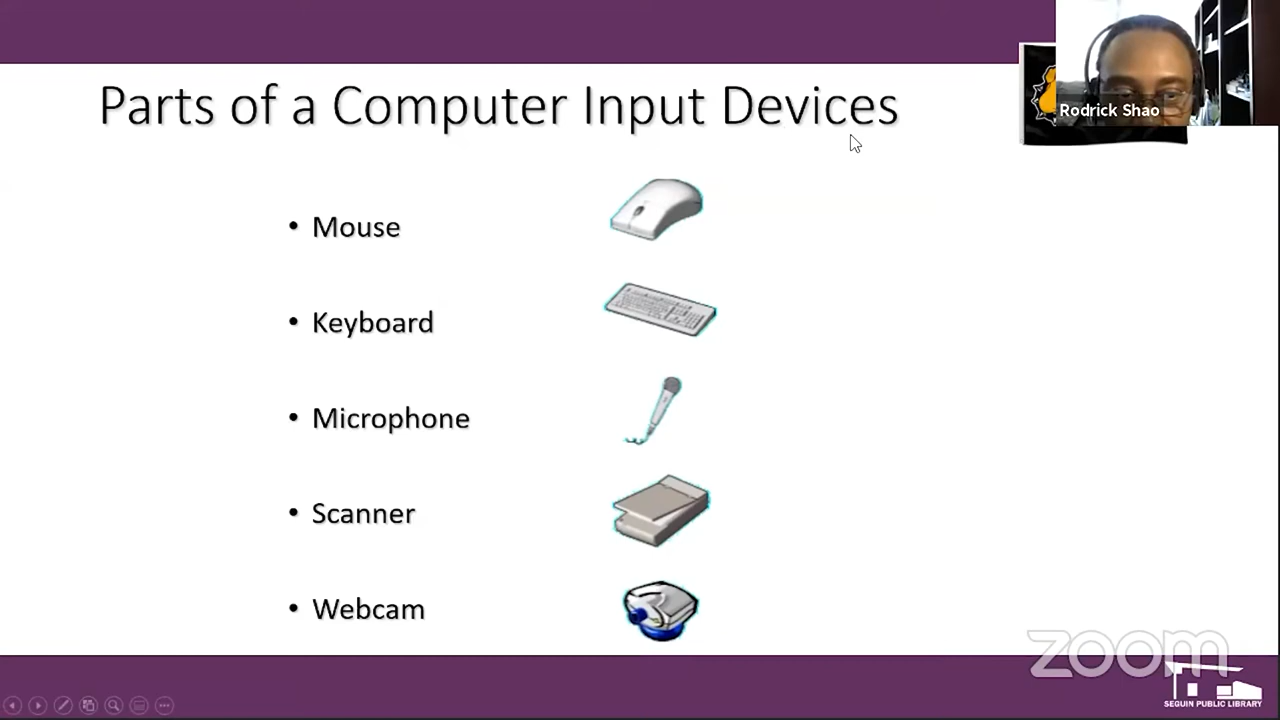 Parts of a Computer Input Devices
Rodrick Shao
• Mouse
• Keyboard
• Microphone
• Scanner
• Webcam
zoom
SEGUIN PUBLIC LIBRARY